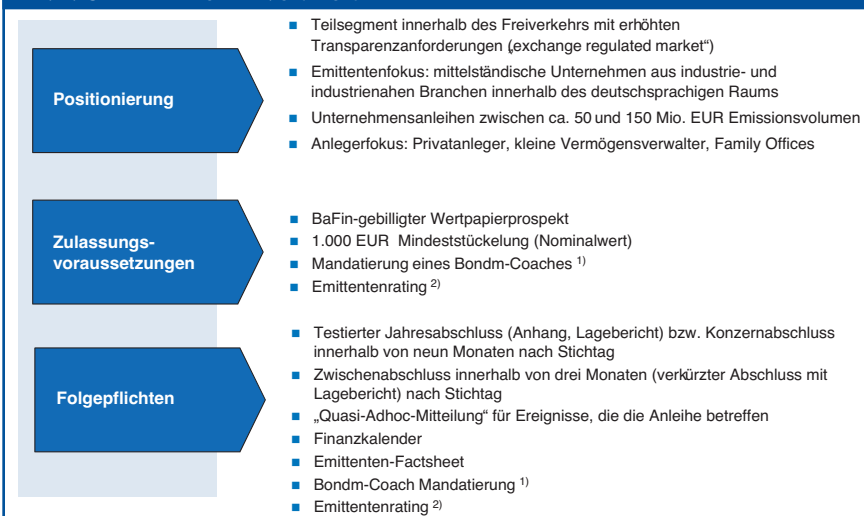 Positionierung
Teilsegment innerhalb des Freiverkehrs mit erhöhten
Transparenzanforderungen („exchange regulated market“)
Emittentenfokus: mittelständische Unternehmen aus industrie- und
industrienahen Branchen innerhalb des deutschsprachigen Raums
Unternehmensanleihen zwischen ca. 50 und 150 Mio. EUR Emissionsvolumen
Anlegerfokus: Privatanleger, kleine Vermögensverwalter, Family Offices
Zulassungs-
voraussetzungen
BaFin-gebilligter Wertpapierprospekt
1.000 EUR Mindeststückelung (Nominalwert)
Mandatierung eines Bondm-Coaches 1)
Emittentenrating 2)
Folgepflichten
Testierter Jahresabschluss (Anhang, Lagebericht) bzw. Konzernabschluss
innerhalb von neun Monaten nach Stichtag
Zwischenabschluss innerhalb von drei Monaten (verkürzter Abschluss mit
Lagebericht) nach Stichtag
„Quasi-Adhoc-Mitteilung“ für Ereignisse, die die Anleihe betreffen
Finanzkalender
Emittenten-Factsheet
Bondm-Coach Mandatierung 1)
Emittentenrating 2)